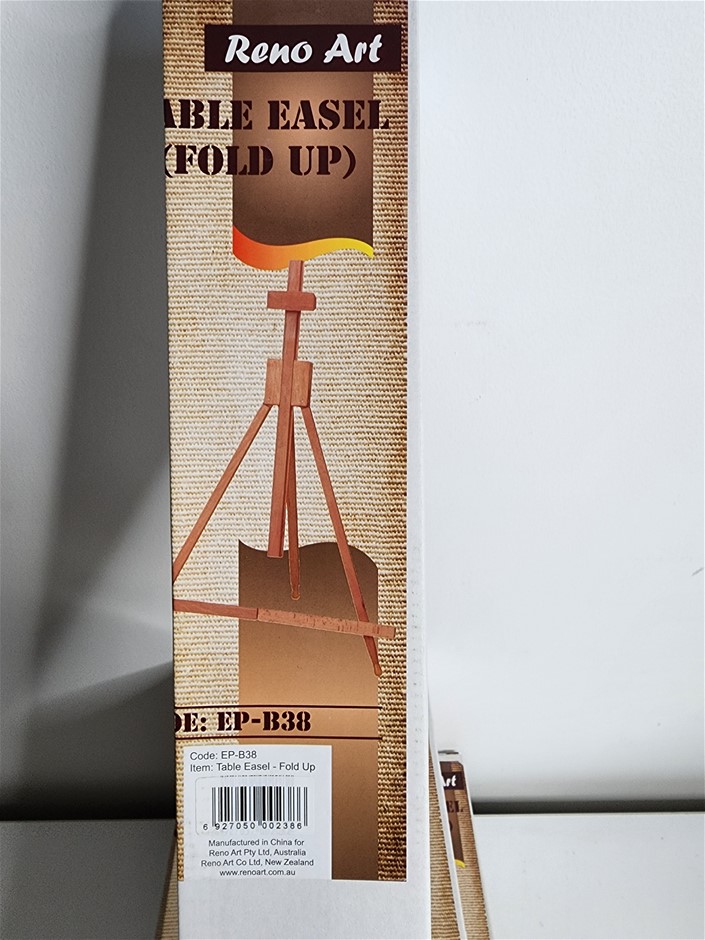 Reno Art
ABLE EASEL
(FOLD UP)
DE: EP-B38
Code: EP-B38
Item: Table Easel - Fold Up
6 927050 002386
Manufactured in China for
Reno Art Pty Ltd, Australia
Reno Art Co Ltd, New Zealand
www.renoart.com.au
Art
EL